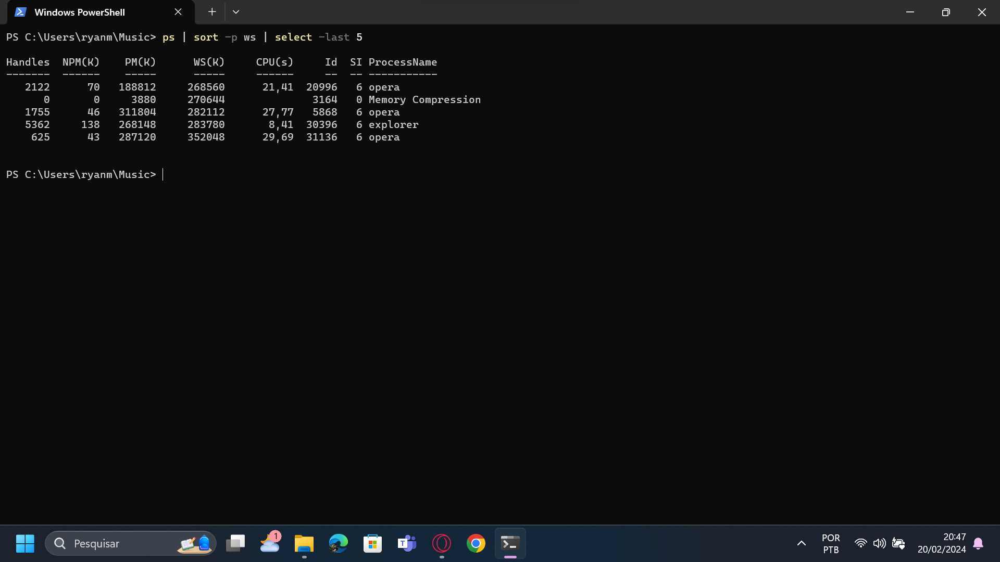 Windows PowerShell
PS C:\Users\ryanm\Music> ps | sort -p ws | select -last 5
Handles  NPM(K)    PM(K)      WS(K)     CPU(s)     Id  SI ProcessName
-------  ------    -----      -----     ------     --  -- -----------
   2122      70   188812     268560      21,41  20996   6 opera
      0       0     3880     270644              3164   0 Memory Compression
   1755      46   311804     282112      27,77   5868   6 opera
   5362     138   268148     283780       8,41  30396   6 explorer
    625      43   287120     352048      29,69  31136   6 opera
PS C:\Users\ryanm\Music>
Pesquisar
1
T
POR
PTB
20:47
20/02/2024